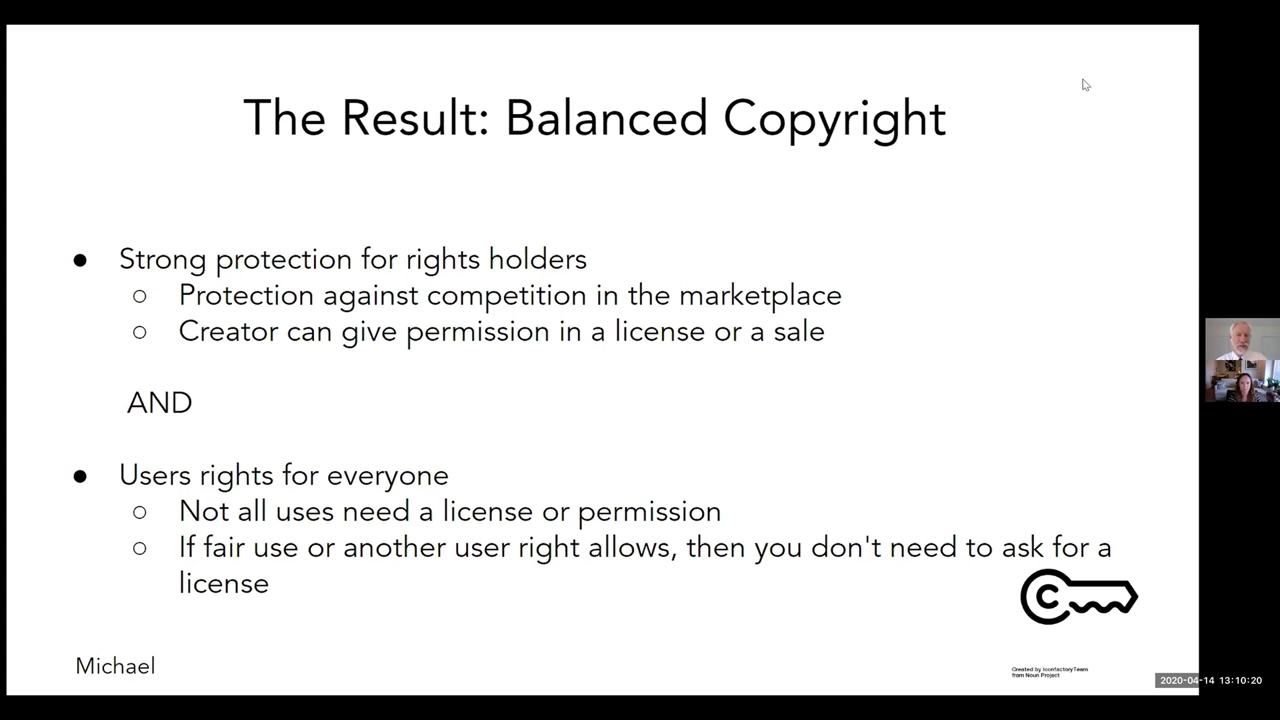 The Result: Balanced Copyright
● Strong protection for rights holders
○ Protection against competition in the marketplace
○ Creator can give permission in a license or a sale
AND
● Users rights for everyone
○ Not all uses need a license or permission
○ If fair use or another user right allows, then you don't need to ask for a
license
C
Michael
Created by IconfactoryTeam
from Noun Project
2020-04-14 13:10:20